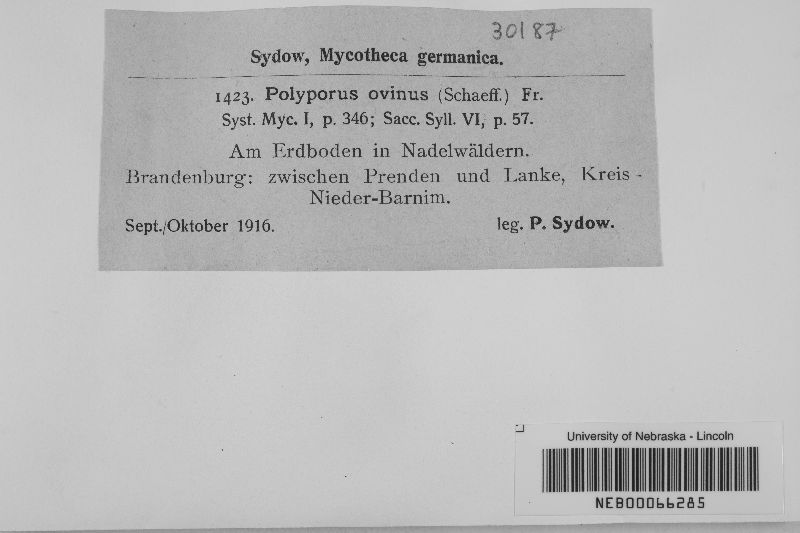 30187
Sydow, Mycotheca germanica.
1423. Polyporus ovinus (Schaeff.) Fr.
Syst. Myc. I, p. 346; Sacc. Syll. VI, p. 57.
Am Erdboden in Nadelwäldern.
Brandenburg: zwischen Prenden und Lanke, Kreis -
Nieder-Barnim.
Sept./Oktober 1916. leg. P. Sydow.
University of Nebraska - Lincoln
NEB00066285